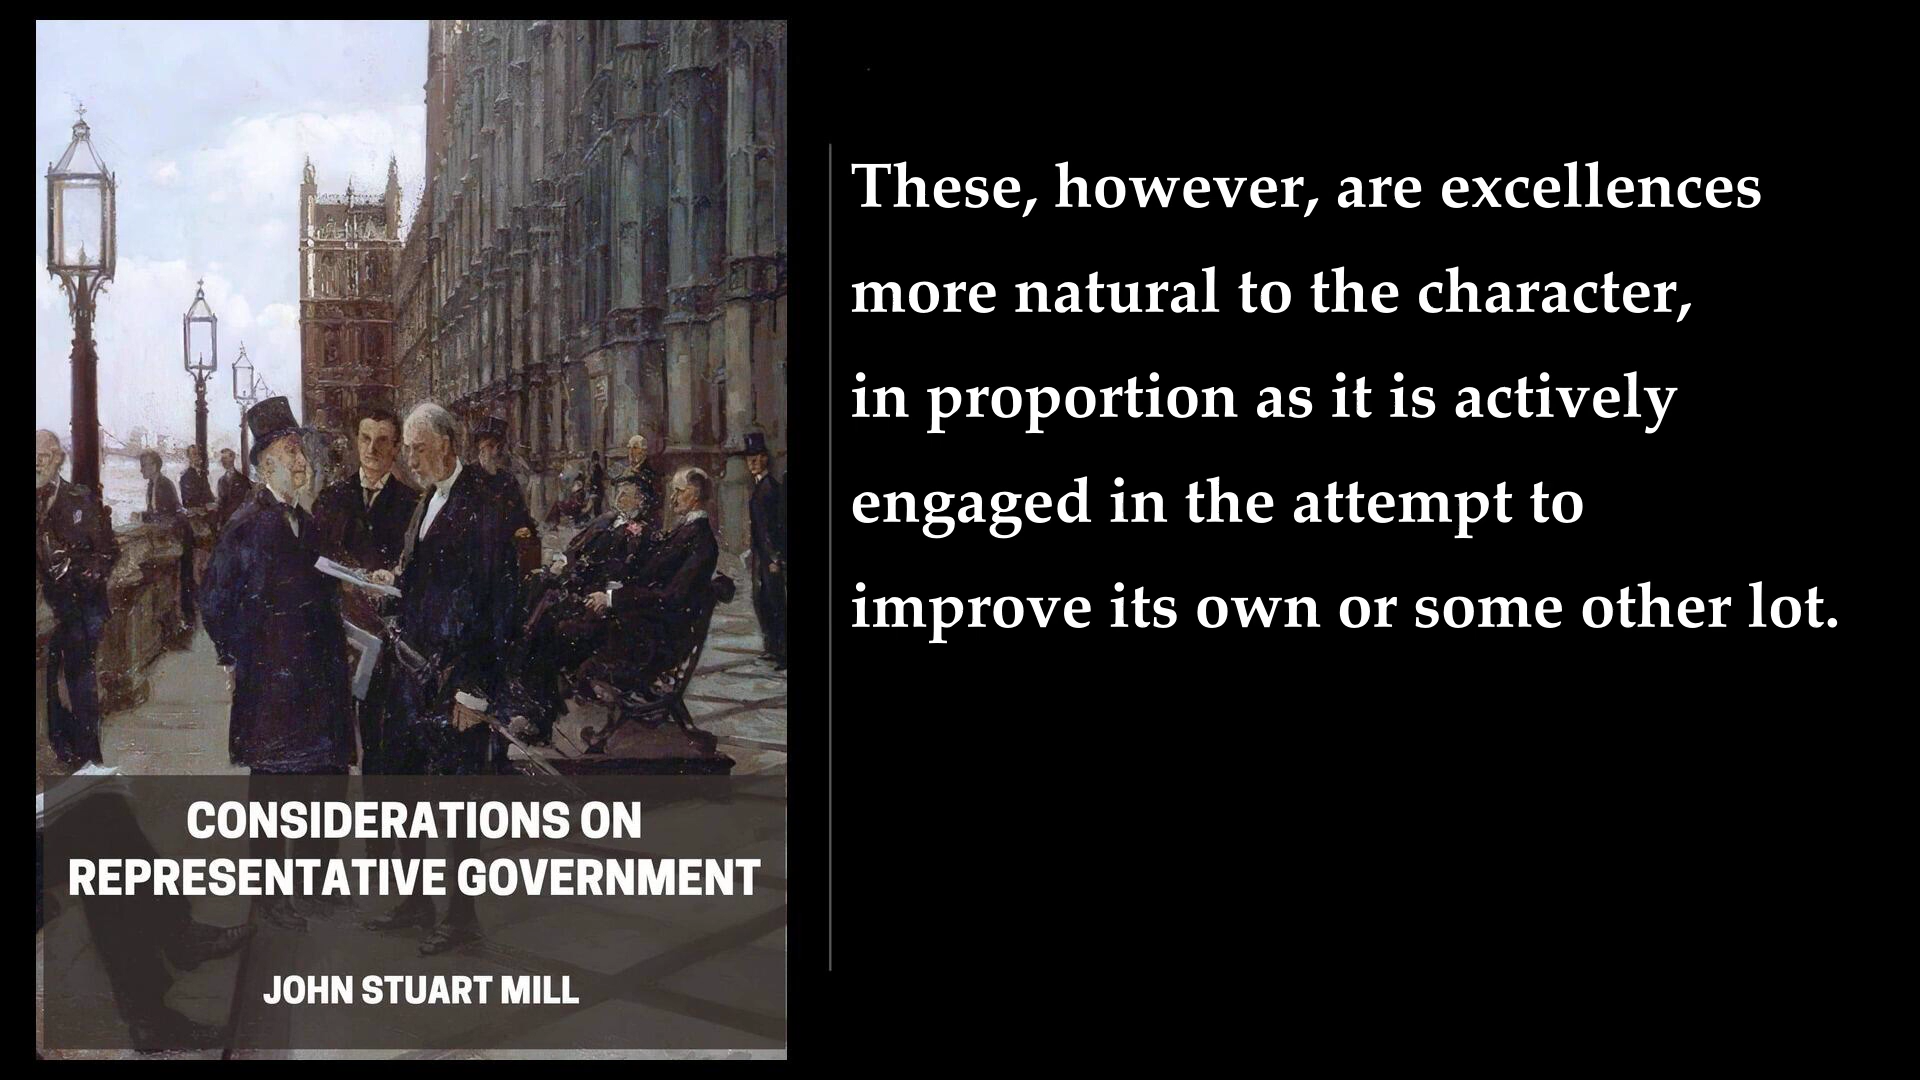 CONSIDERATIONS ON
REPRESENTATIVE GOVERNMENT
JOHN STUART MILL
These, however, are excellences
more natural to the character,
in proportion as it is actively
engaged in the attempt to
improve its own or some other lot.